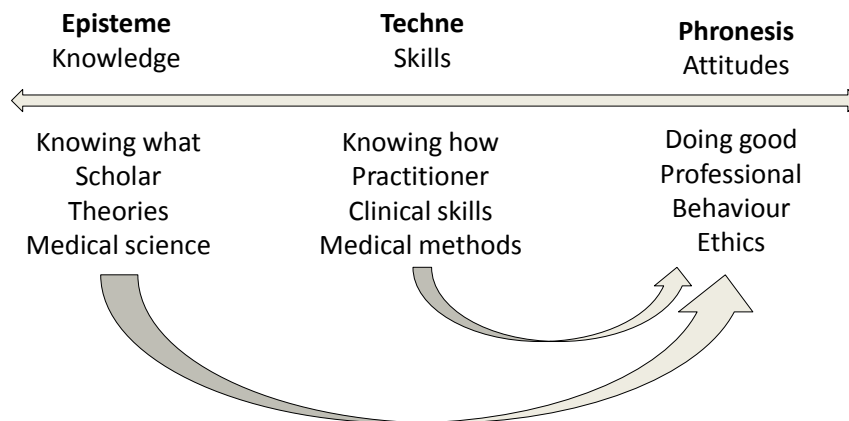 Episteme
Knowledge
Techne
Skills
Phronesis
Attitudes
Knowing what
Scholar
Theories
Medical science
Knowing how
Practitioner
Clinical skills
Medical methods
Doing good
Professional
Behaviour
Ethics